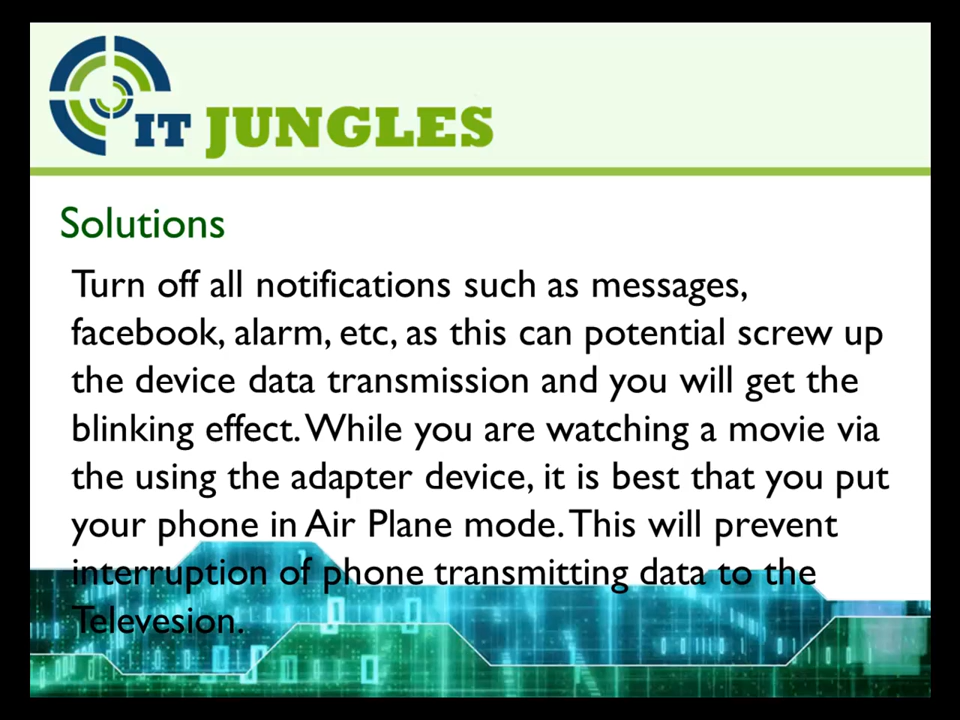 IT JUNGLES
Solutions
Turn off all notifications such as messages,
facebook, alarm, etc, as this can potential screw up
the device data transmission and you will get the
blinking effect. While you are watching a movie via
the using the adapter device, it is best that you put
your phone in Air Plane mode. This will prevent
interruption of phone transmitting data to the
Televesion.